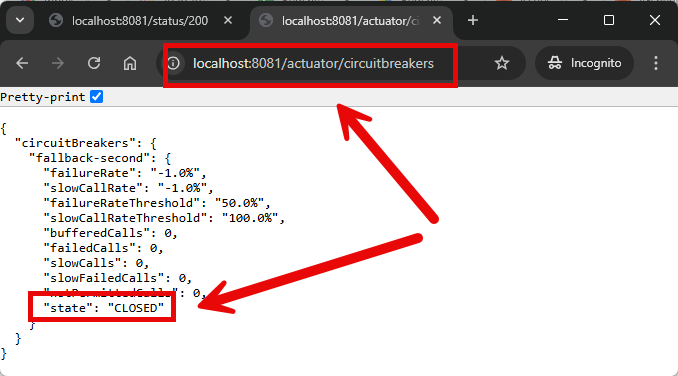 localhost:8081/status/200
localhost:8081/actuator/ci
localhost:8081/actuator/circuitbreakers
Incognito
Pretty-print
{
"circuitBreakers": {
"fallback-second": {
"failureRate": "-1.0%",
"slowCallRate": "-1.0%",
"failureRateThreshold": "50.0%",
"slowCallRateThreshold": "100.0%",
"bufferedCalls": 0,
"failedCalls": 0,
"slowCalls": 0,
"slowFailedCalls": 0,
"notPermittedCalls": 0,
"state": "CLOSED"
}
}
}